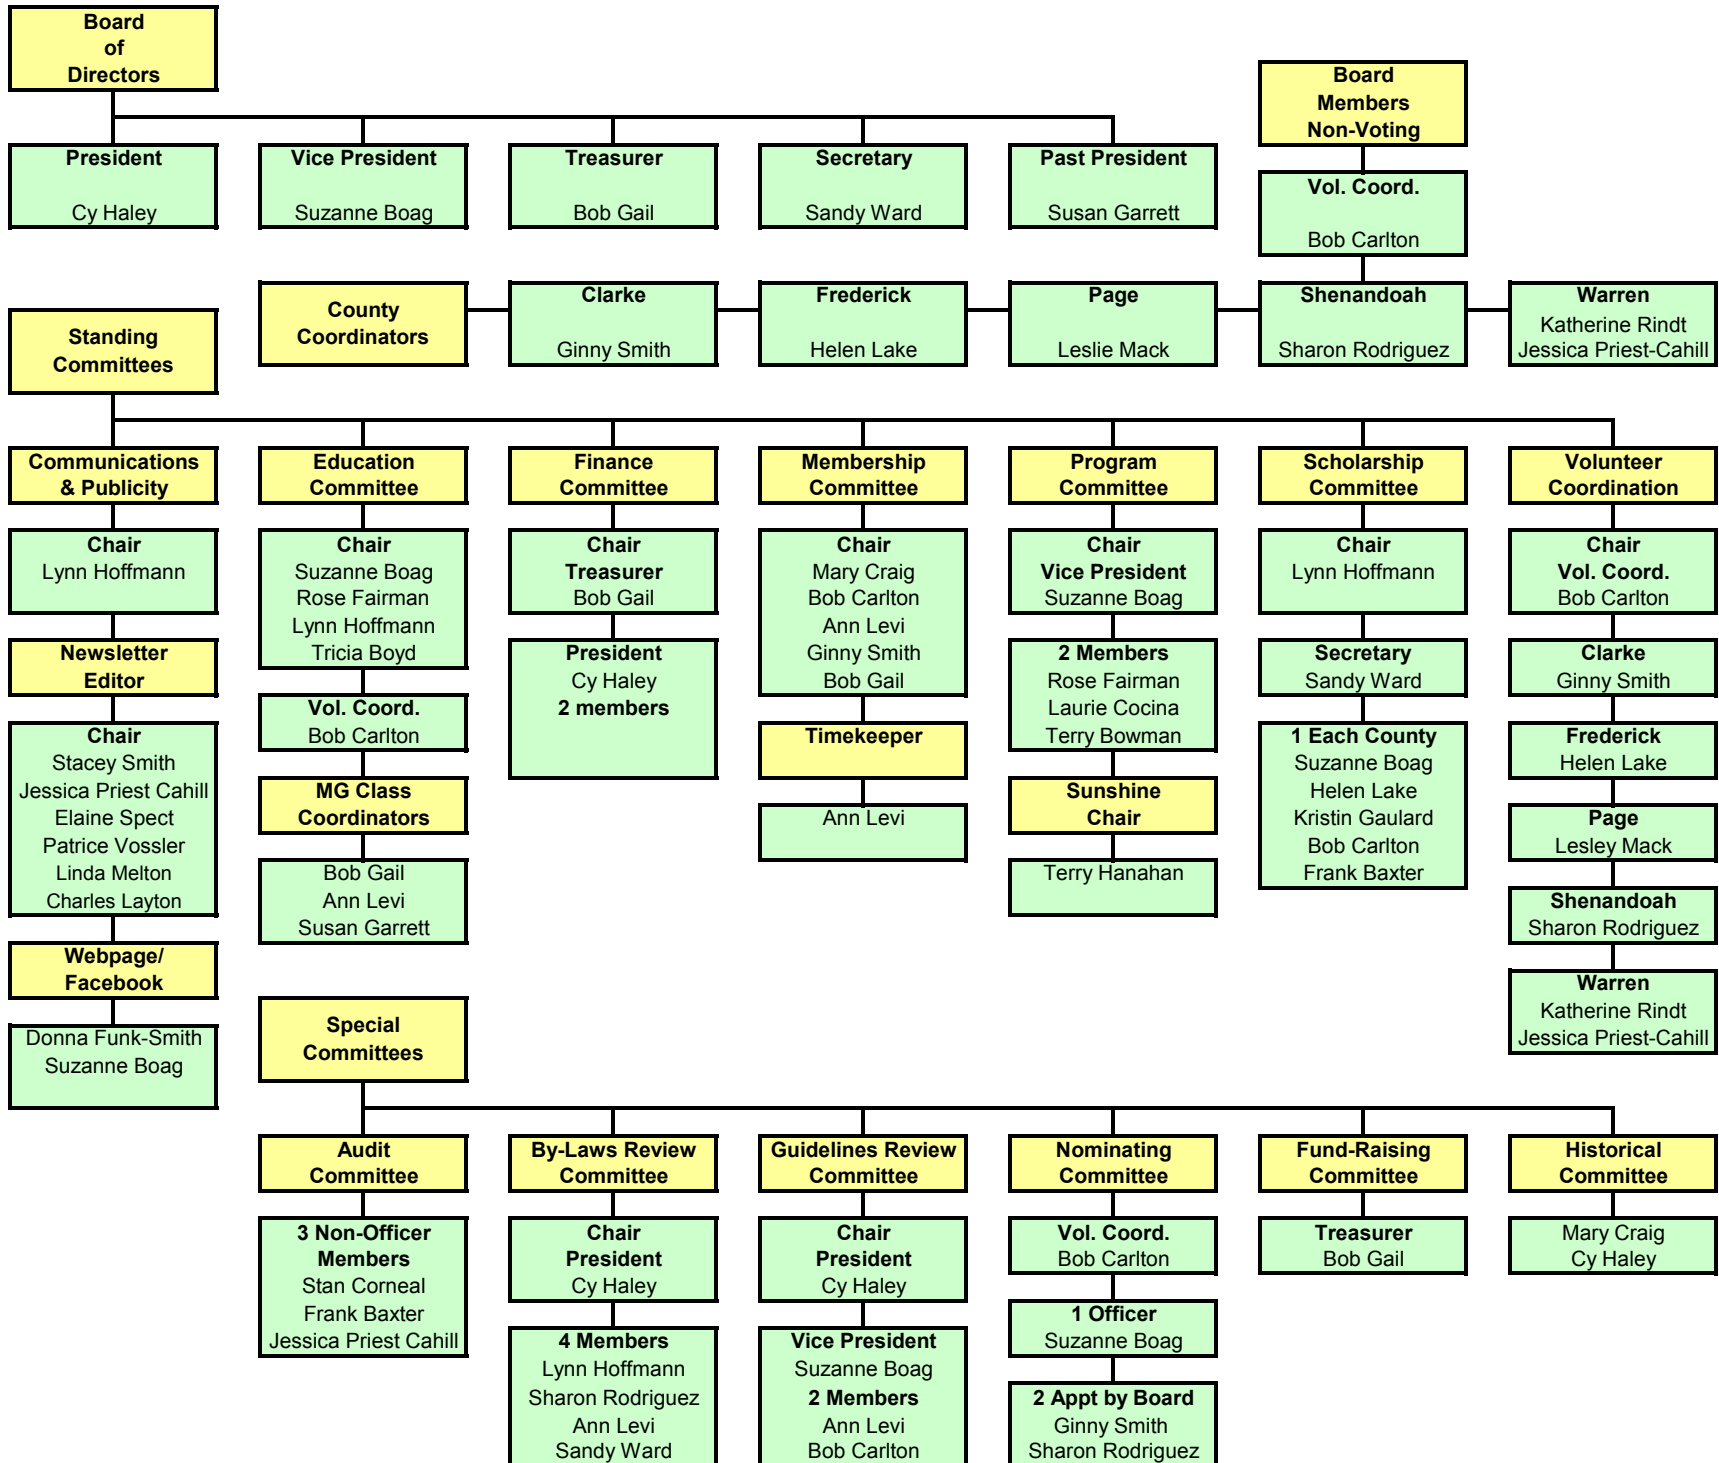 Board
of
Directors
Board
Members
Non-Voting
President
Cy Haley
Vice President
Suzanne Boag
Treasurer
Bob Gail
Secretary
Sandy Ward
Past President
Susan Garrett
Vol. Coord.
Bob Carlton
County
Coordinators
Clarke
Ginny Smith
Frederick
Helen Lake
Page
Leslie Mack
Shenandoah
Sharon Rodriguez
Warren
Katherine Rindt
Jessica Priest-Cahill
Standing
Committees
Communications
& Publicity
Chair
Lynn Hoffmann
Newsletter
Editor
Chair
Stacey Smith
Jessica Priest Cahill
Elaine Spect
Patrice Vossler
Linda Melton
Charles Layton
Webpage/
Facebook
Donna Funk-Smith
Suzanne Boag
Education
Committee
Chair
Suzanne Boag
Rose Fairman
Lynn Hoffmann
Tricia Boyd
Vol. Coord.
Bob Carlton
MG Class
Coordinators
Bob Gail
Ann Levi
Susan Garrett
Finance
Committee
Chair
Treasurer
Bob Gail
President
Cy Haley
2 members
Membership
Committee
Chair
Mary Craig
Bob Carlton
Ann Levi
Ginny Smith
Bob Gail
Timekeeper
Ann Levi
Program
Committee
Chair
Vice President
Suzanne Boag
2 Members
Rose Fairman
Laurie Cocina
Terry Bowman
Sunshine
Chair
Terry Hanahan
Scholarship
Committee
Chair
Lynn Hoffmann
Secretary
Sandy Ward
1 Each County
Suzanne Boag
Helen Lake
Kristin Gaulard
Bob Carlton
Frank Baxter
Volunteer
Coordination
Chair
Vol. Coord.
Bob Carlton
Clarke
Ginny Smith
Frederick
Helen Lake
Page
Lesley Mack
Shenandoah
Sharon Rodriguez
Warren
Katherine Rindt
Jessica Priest-Cahill
Special
Committees
Audit
Committee
3 Non-Officer
Members
Stan Corneal
Frank Baxter
Jessica Priest Cahill
By-Laws Review
Committee
Chair
President
Cy Haley
4 Members
Lynn Hoffmann
Sharon Rodriguez
Ann Levi
Sandy Ward
Guidelines Review
Committee
Chair
President
Cy Haley
Vice President
Suzanne Boag
2 Members
Ann Levi
Bob Carlton
Nominating
Committee
Vol. Coord.
Bob Carlton
1 Officer
Suzanne Boag
2 Appt by Board
Ginny Smith
Sharon Rodriguez
Fund-Raising
Committee
Treasurer
Bob Gail
Historical
Committee
Mary Craig
Cy Haley